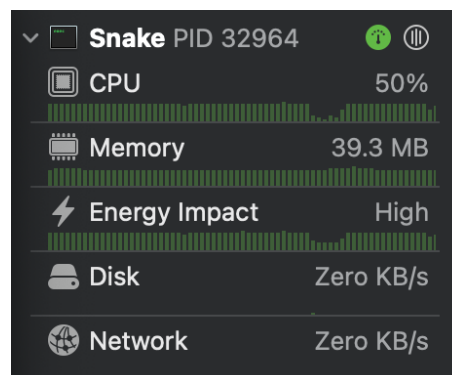 Snake PID 32964
CPU 50%
Memory 39.3 MB
Energy Impact High
Disk Zero KB/s
Network Zero KB/s